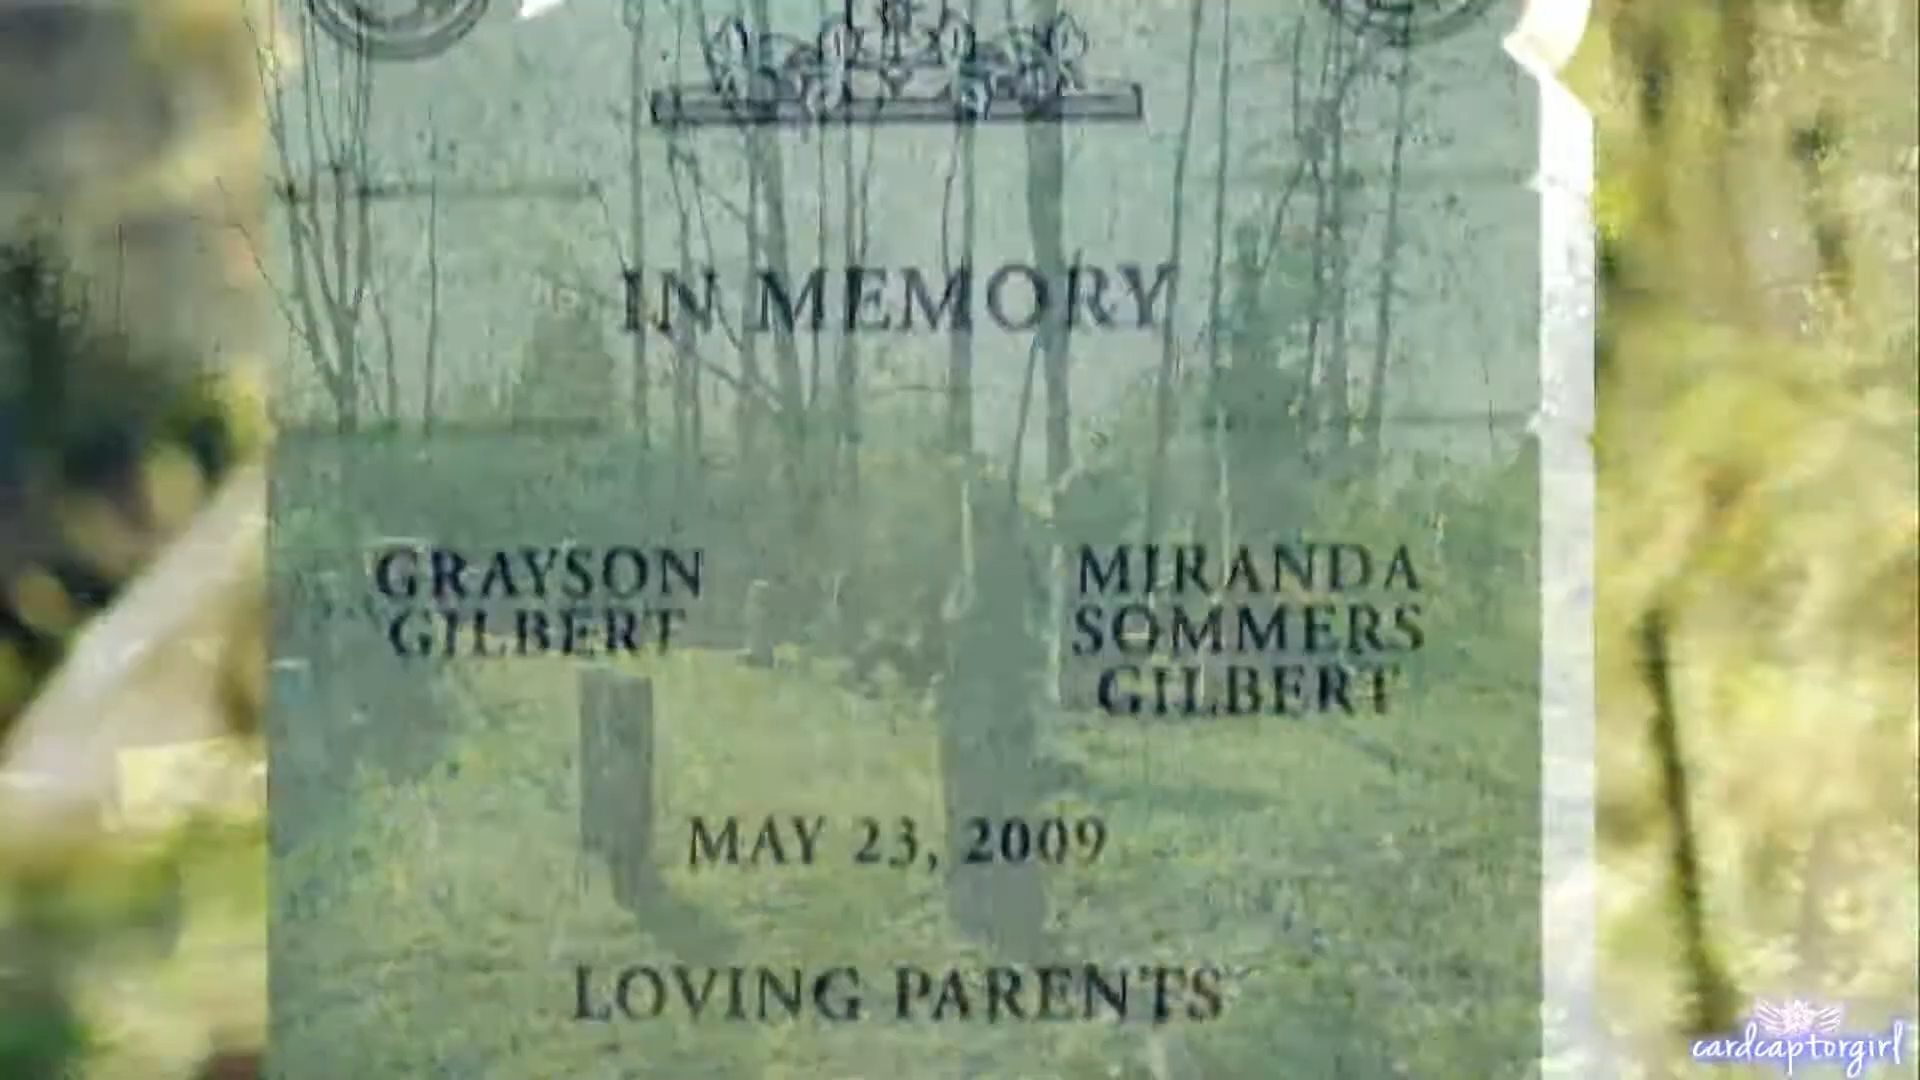 IN MEMORY
GRAYSON
GILBERT
MIRANDA
SOMMERS
GILBERT
MAY 23, 2009
LOVING PARENTS
cardcaptorgirl